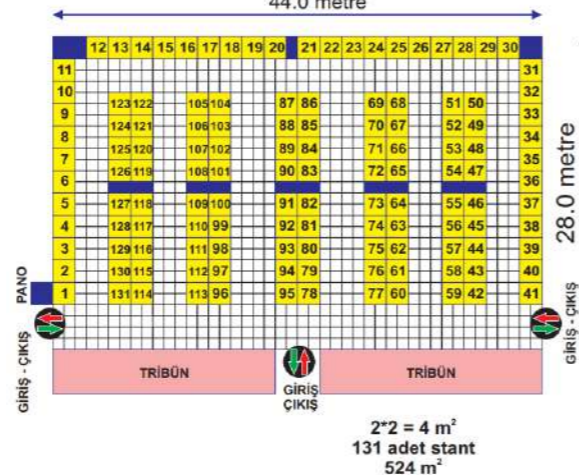 44.0 metre
12 13 14 15 16 17 18 19 20 21 22 23 24 25 26 27 28 29 30
11 31
10 32
123 122 105 104 87 86 69 68 51 50
9 33
124 121 106 103 88 85 70 67 52 49
8 34
125 120 107 102 89 84 71 66 53 48
7 35
126 119 108 101 90 83 72 65 54 47
6 36
5 127 118 109 100 91 82 73 64 55 46 37
4 128 117 110 99 92 81 74 63 56 45 38
3 129 116 111 98 93 80 75 62 57 44 39
2 130 115 112 97 94 79 76 61 58 43 40
1 131 114 113 96 95 78 77 60 59 42 41
28.0 metre
PANO
GİRİŞ - ÇIKIŞ
GİRİŞ - ÇIKIŞ
TRİBÜN TRİBÜN
GİRİŞ
ÇIKIŞ
2*2 = 4 m²
131 adet stant
524 m²